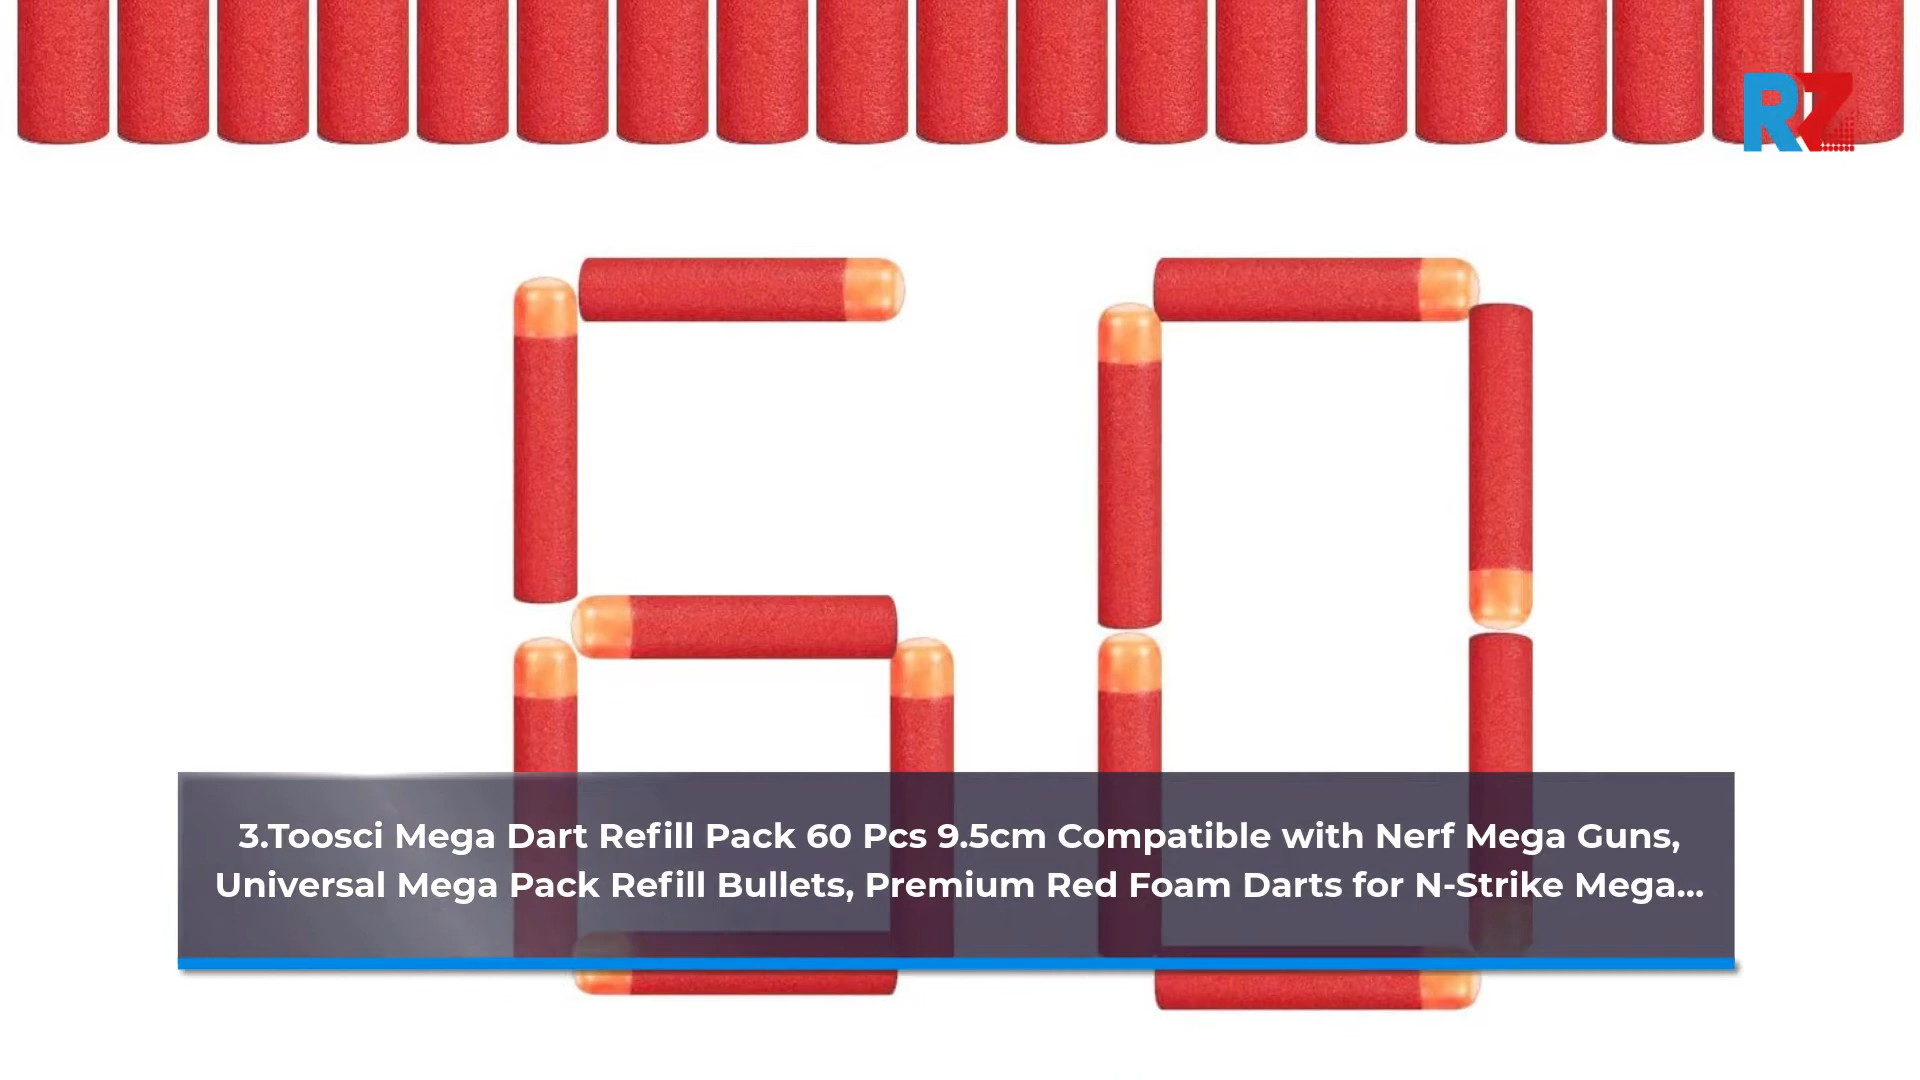 RZ
3.Toosci Mega Dart Refill Pack 60 Pcs 9.5cm Compatible with Nerf Mega Guns,
Universal Mega Pack Refill Bullets, Premium Red Foam Darts for N-Strike Mega...